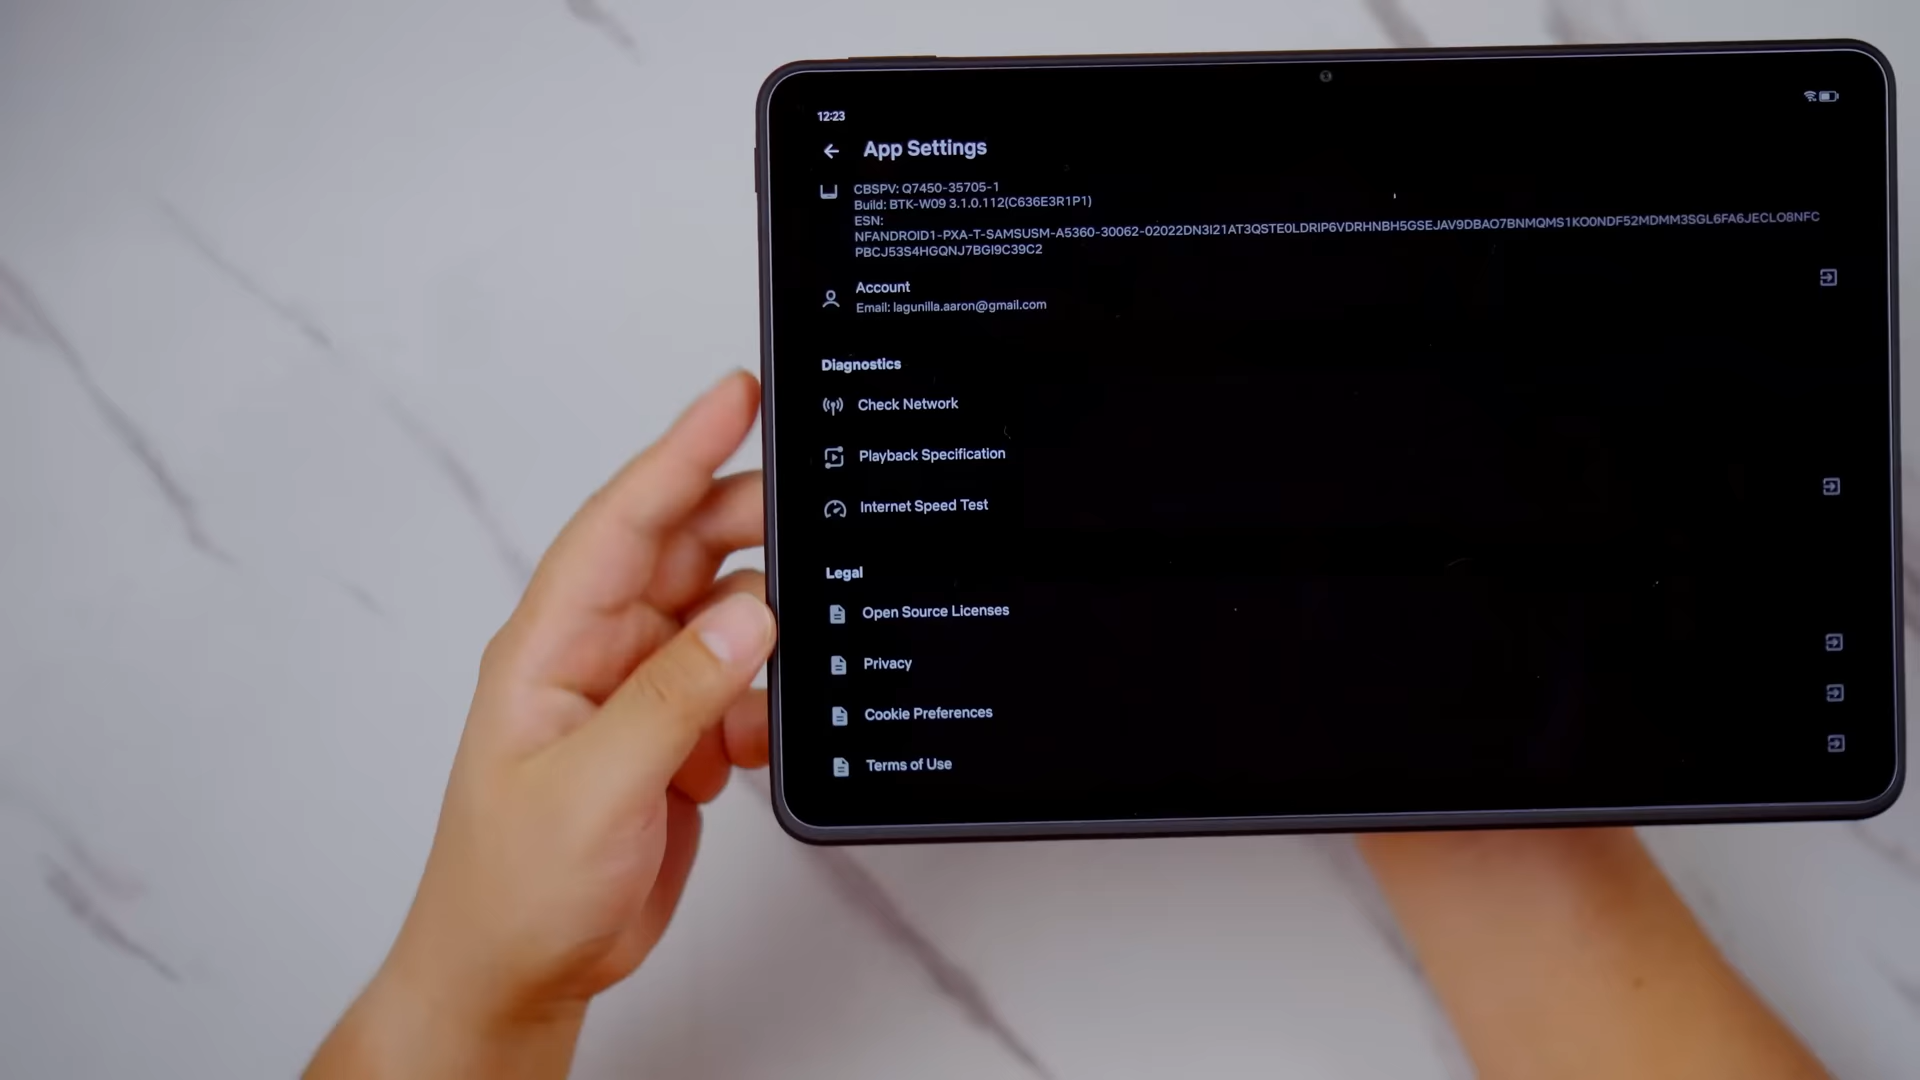 12:23
App Settings
CBSPV: Q7450-35705-1
Build: BTK-W09 3.1.0.112(C636E3R1P1)
ESN:
NFANDROID1-PXA-T-SAMSUSM-A5360-30062-02022DN3I21AT3QSTE0LDRIP6VDRHNBH5GSEJAV9DBAO7BNMQMS1KO0NDF52MDMM3SGL6FA6JECLO8NFC
PBCJ53S4HGQNJ7BGI9C39C2
Account
Email: lagunilla.aaron@gmail.com
Diagnostics
Check Network
Playback Specification
Internet Speed Test
Legal
Open Source Licenses
Privacy
Cookie Preferences
Terms of Use